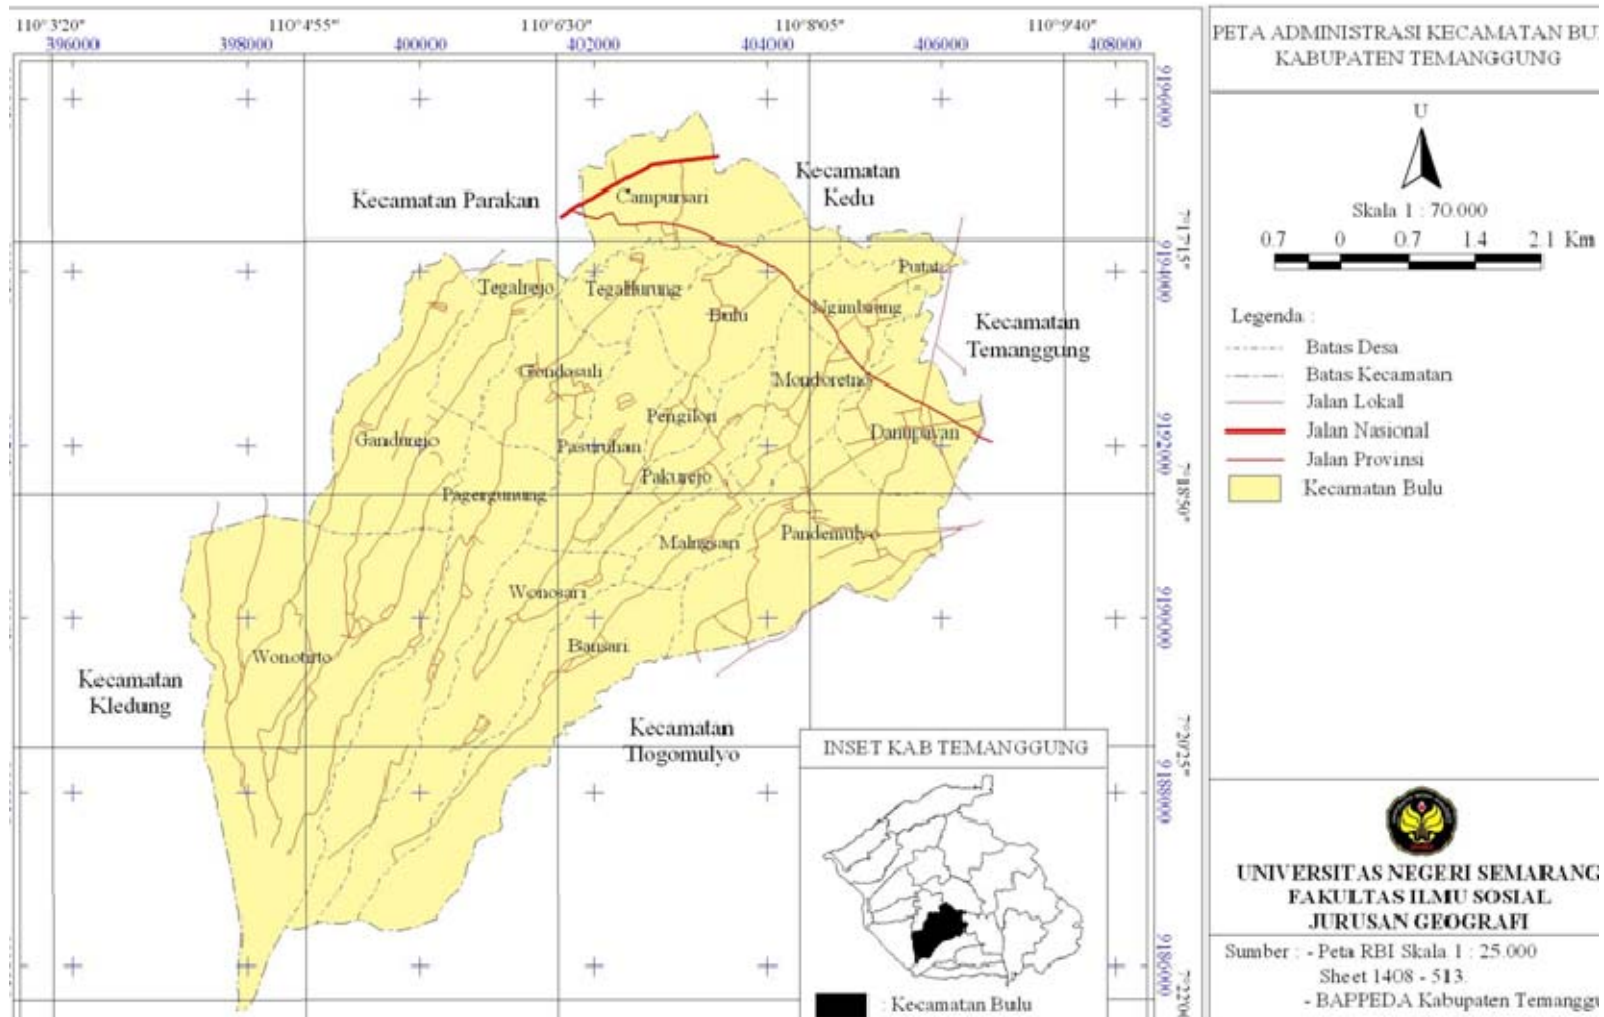 110°3'20" 110°4'55" 110°6'30" 110°8'05" 110°9'40"
396000 398000 400000 402000 404000 406000 408000
PETA ADMINISTRASI KECAMATAN
KABUPATEN TEMANGGUNG
U
Skala 1 : 70.000
0.7 0 0.7 1.4 2.1 Km
Legenda :
Batas Desa
Batas Kecamatan
Jalan Lokall
Jalan Nasional
Jalan Provinsi
Kecamatan Bulu
9196000
7°17'15"
9194000
9192000
7°18'50"
9190000
7°20'25"
9188000
9186000
Kecamatan Parakan
Kecamatan
Kedu
Kecamatan
Temanggung
Kecamatan
Kledung
Kecamatan
Tlogomulyo
Campursari
Tegalrejo
Tegallurung
Bulu
Ngimbrang
Putat
Gondosuli
Mondoretno
Pengilon
Gandurejo
Pasuruhan
Danupayan
Pakurejo
Pagergunung
Malngsari
Pandemulyo
Wonosari
Bansari
Wonotirto
INSET KAB TEMANGGUNG
: Kecamatan Bulu
UNIVERSITAS NEGERI SEMARANG
FAKULTAS ILMU SOSIAL
JURUSAN GEOGRAFI
Sumber : - Peta RBI Skala 1 : 25.000
Sheet 1408 - 513.
- BAPPEDA Kabupaten